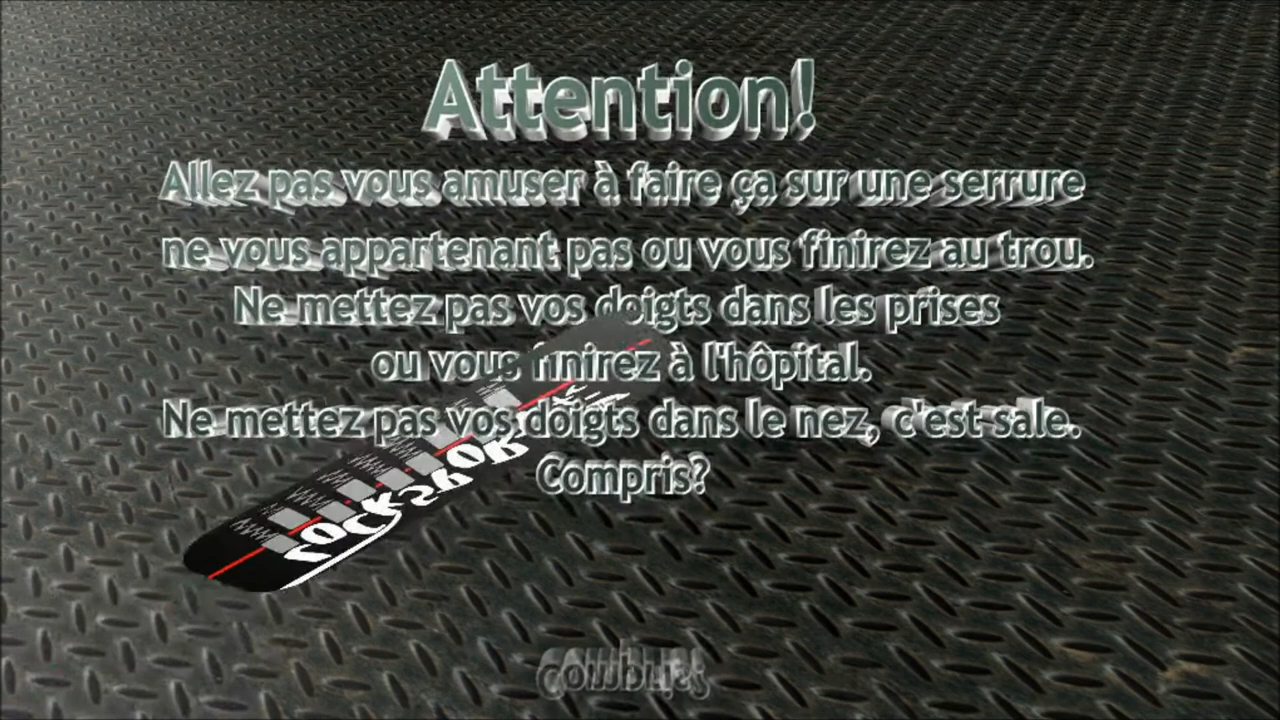 Attention!
Allez pas vous amuser à faire ça sur une serrure
ne vous appartenant pas ou vous finirez au trou.
Ne mettez pas vos doigts dans les prises
ou vous finirez à l'hôpital.
Ne mettez pas vos doigts dans le nez, c'est sale.
Compris?